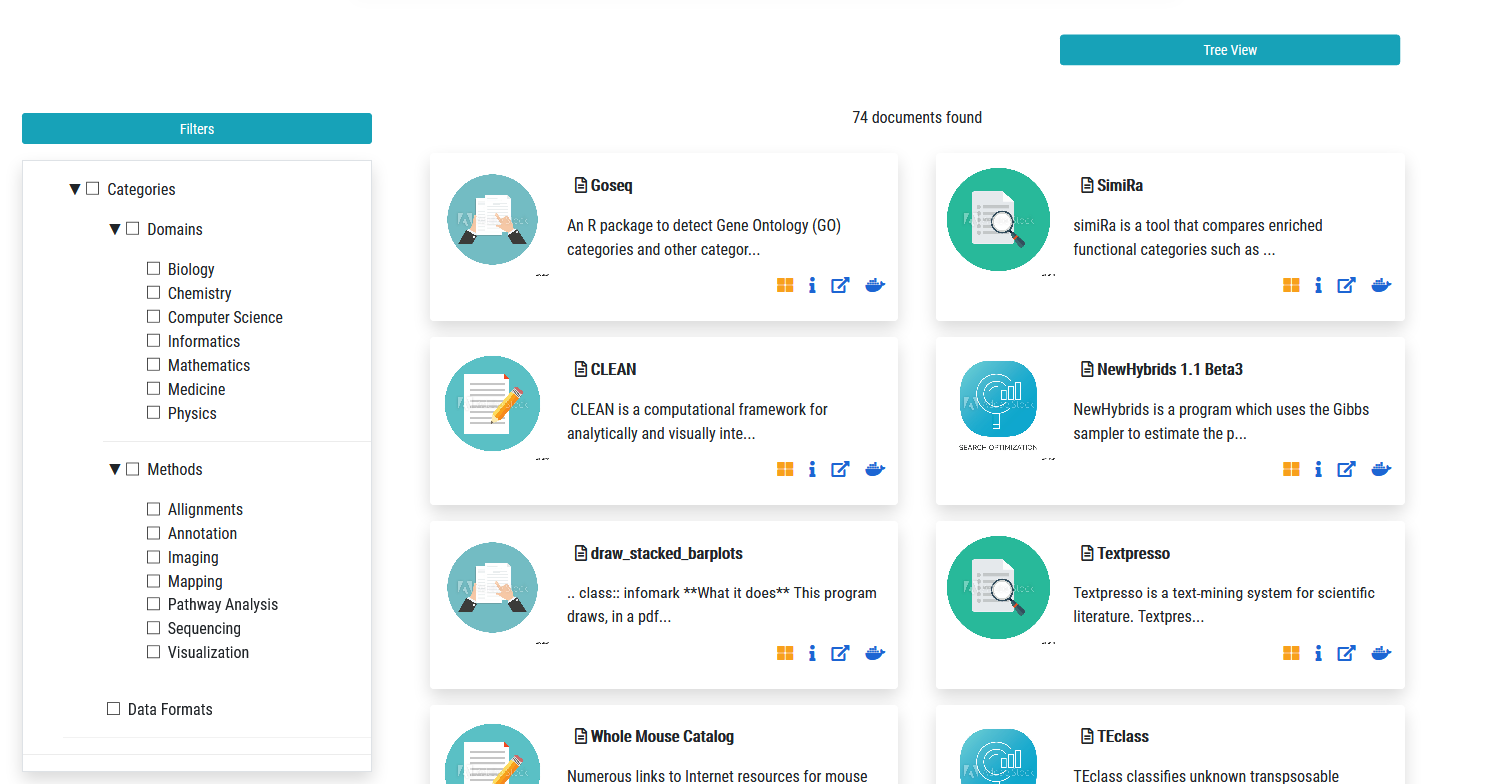 Tree View
Filters
74 documents found
Categories
Domains
Biology
Chemistry
Computer Science
Informatics
Mathematics
Medicine
Physics
Methods
Allignments
Annotation
Imaging
Mapping
Pathway Analysis
Sequencing
Visualization
Data Formats
Goseq
An R package to detect Gene Ontology (GO)
categories and other categor...
SimiRa
simiRa is a tool that compares enriched
functional categories such as ...
CLEAN
CLEAN is a computational framework for
analytically and visually inte...
NewHybrids 1.1 Beta3
NewHybrids is a program which uses the Gibbs
sampler to estimate the p...
SEARCH OPTIMIZATION
draw_stacked_barplots
.. class:: infomark **What it does** This program
draws, in a pdf...
Textpresso
Textpresso is a text-mining system for scientific
literature. Textpres...
Whole Mouse Catalog
Numerous links to Internet resources for mouse
TEclass
TEclass classifies unknown transpsosable